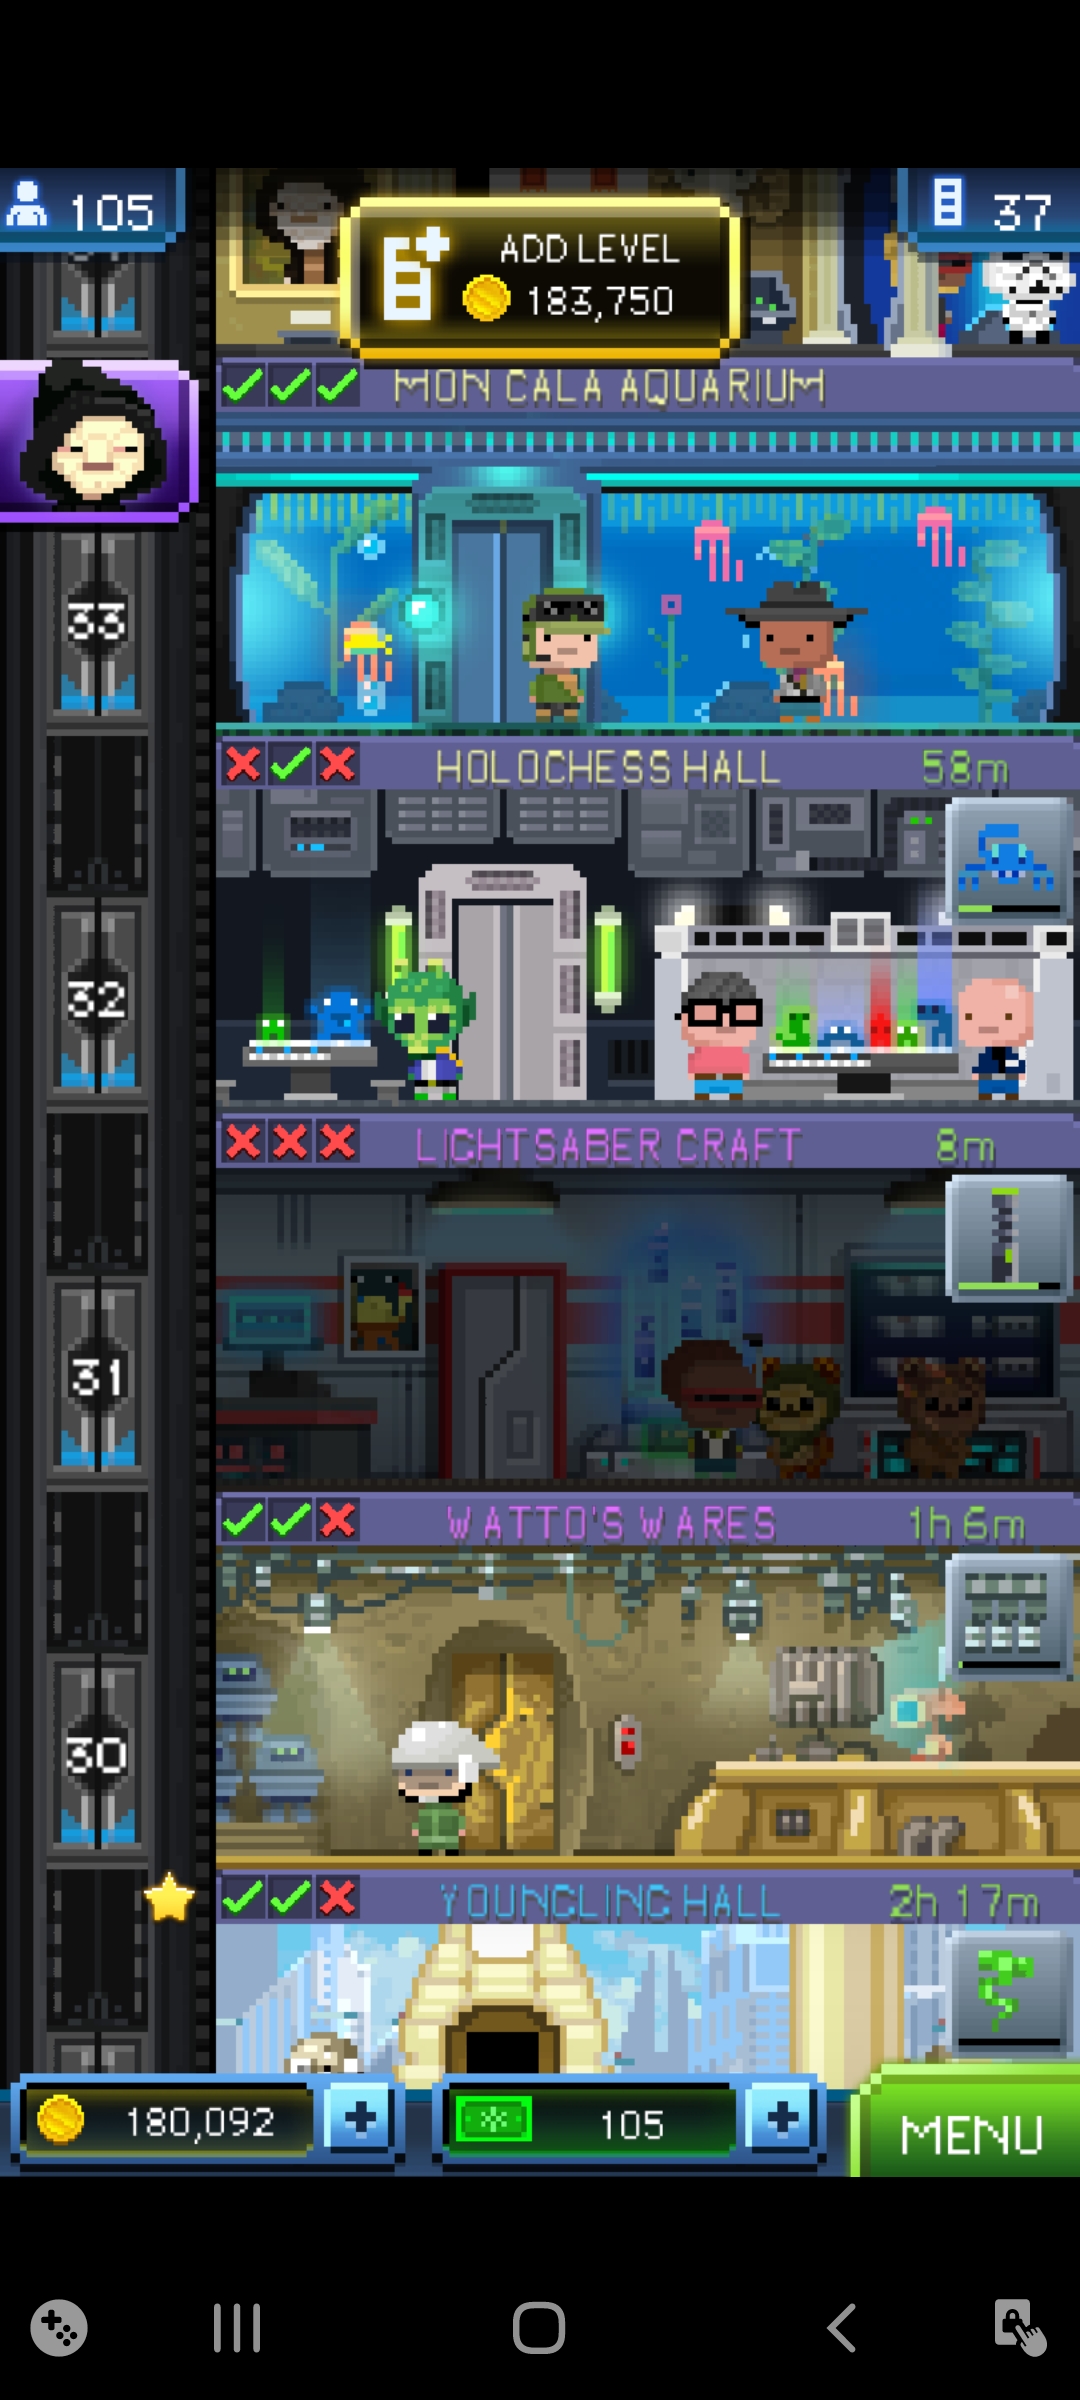 105
37
ADD LEVEL
183,750
MON CALA AQUARIUM
33
HOLOCHESS HALL 58m
32
LIGHTSABER CRAFT 8m
31
WATTO'S WARES 1h 6m
30
YOUNGLING HALL 2h 17m
180,092
105
MENU